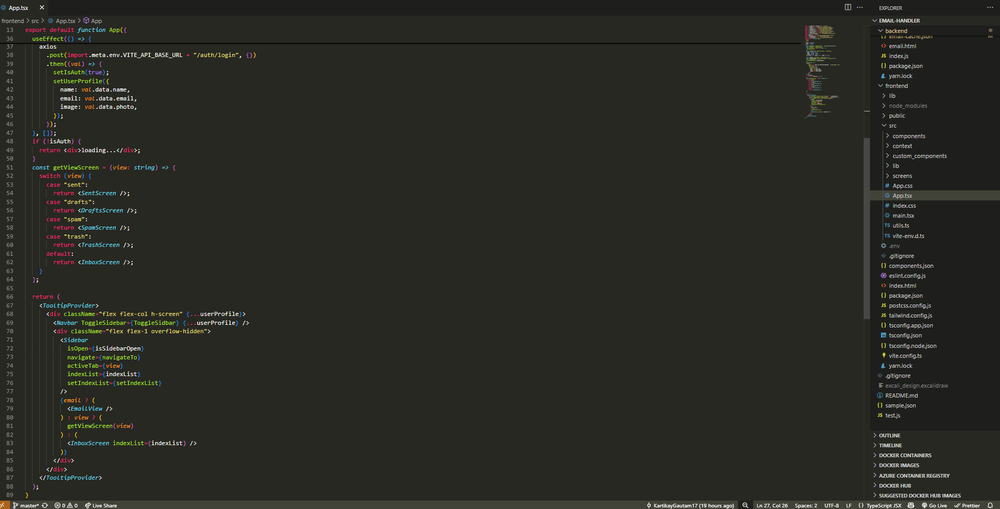 App.tsx
frontend > src > App.tsx > App
13 export default function App({
36 useEffect(() => {
37 axios
38 .post(import.meta.env.VITE_API_BASE_URL + "/auth/login", {})
39 .then((val) => {
40 setIsAuth(true);
41 setUserProfile({
42 name: val.data.name,
43 email: val.data.email,
44 image: val.data.photo,
45 });
46 });
47 }, []);
48 if (!isAuth) {
49 return <div>loading...</div>;
50 }
51 const getViewScreen = (view: string) => {
52 switch (view) {
53 case "sent":
54 return <SentScreen />;
55 case "drafts":
56 return <DraftsScreen />;
57 case "spam":
58 return <SpamScreen />;
59 case "trash":
60 return <TrashScreen />;
61 default:
62 return <InboxScreen />;
63 }
64 };
65
66 return (
67 <TooltipProvider>
68 <div className="flex flex-col h-screen" {...userProfile}>
69 <Navbar ToggleSidebar={ToggleSidbar} {...userProfile} />
70 <div className="flex flex-1 overflow-hidden">
71 <Sidebar
72 isOpen={isSidebarOpen}
73 navigate={navigateTo}
74 activeTab={view}
75 indexList={indexList}
76 setIndexList={setIndexList}
77 />
78 {email ? (
79 <EmailView />
80 ) : view ? (
81 getViewScreen(view)
82 ) : (
83 <InboxScreen indexList={indexList} />
84 )}
85 </div>
86 </div>
87 </TooltipProvider>
88 );
89 }
EXPLORER
EMAIL-HANDLER
backend
email-cache.json M
email.html
index.js
package.json
yarn.lock
frontend
lib
node_modules
public
src
components
context
custom_components
lib
screens
App.css
App.tsx
index.css
main.tsx
utils.ts
vite-env.d.ts
.env
.gitignore
components.json
eslint.config.js
index.html
package.json
postcss.config.js
tailwind.config.js
tsconfig.app.json
tsconfig.json
tsconfig.node.json
vite.config.ts
yarn.lock
.gitignore
excali_design.excalidraw
README.md
sample.json
test.js
OUTLINE
TIMELINE
DOCKER CONTAINERS
DOCKER IMAGES
AZURE CONTAINER REGISTRY
DOCKER HUB
SUGGESTED DOCKER HUB IMAGES
master* 0 0 Live Share KartikayGautam17 (19 hours ago) Ln 27, Col 26 Spaces: 2 UTF-8 LF {} TypeScript JSX Go Live Prettier